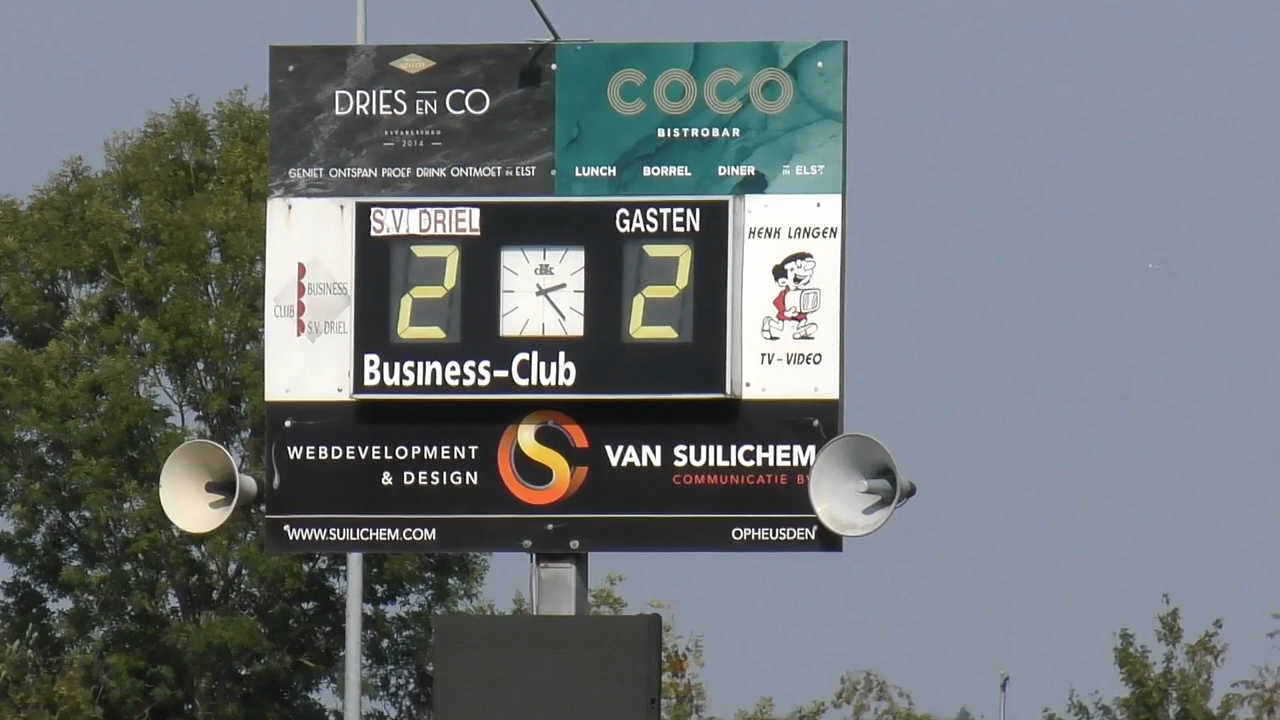 DRIES EN CO
ESTABLISHED
2014
GENIET ONTSPAN PROEF DRINK ONTMOET IN ELST
COCO
BISTROBAR
LUNCH BORREL DINER IN ELST
S.V. DRIEL
GASTEN
2
2
Business-Club
BUSINESS
CLUB
S.V. DRIEL
HENK LANGEN
TV-VIDEO
WEBDEVELOPMENT
& DESIGN
VAN SUILICHEM
COMMUNICATIE BV
WWW.SUILICHEM.COM
OPHEUSDEN